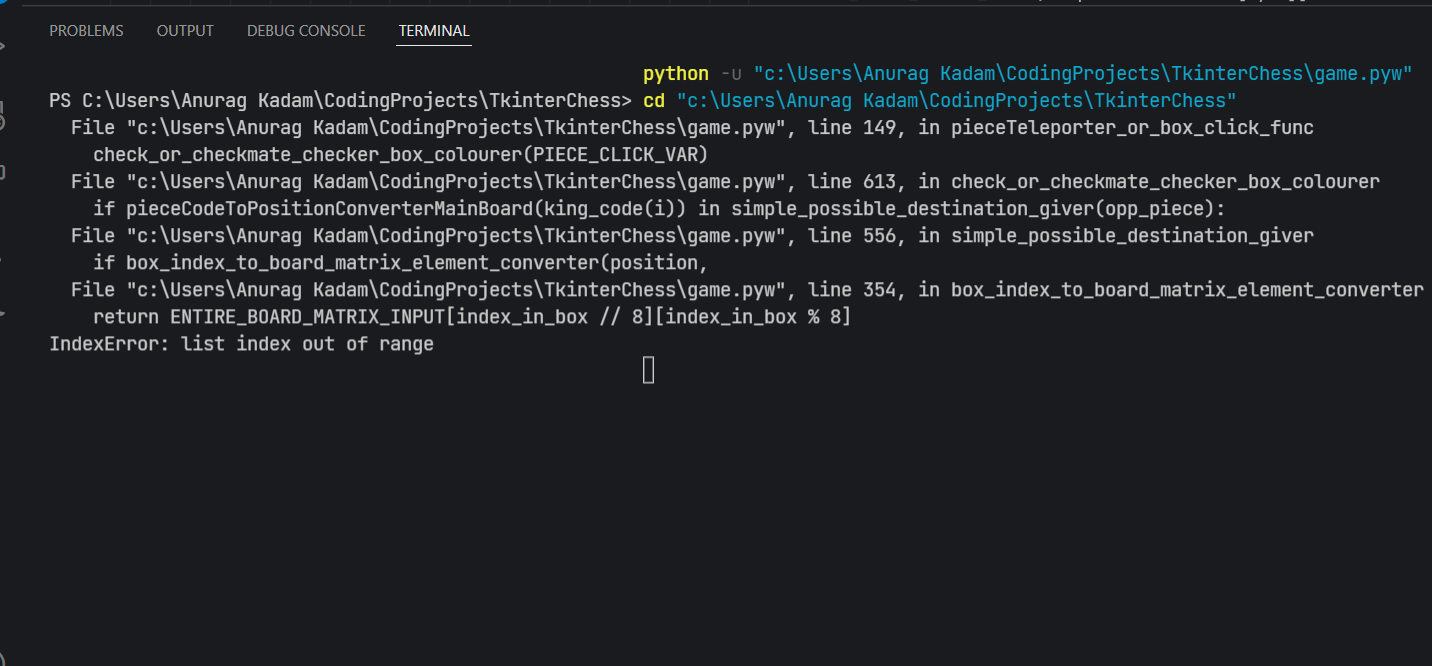 PROBLEMS OUTPUT DEBUG CONSOLE TERMINAL
python -u "c:\Users\Anurag Kadam\CodingProjects\TkinterChess\game.pyw"
PS C:\Users\Anurag Kadam\CodingProjects\TkinterChess> cd "c:\Users\Anurag Kadam\CodingProjects\TkinterChess"
File "c:\Users\Anurag Kadam\CodingProjects\TkinterChess\game.pyw", line 149, in pieceTeleporter_or_box_click_func
check_or_checkmate_checker_box_colourer(PIECE_CLICK_VAR)
File "c:\Users\Anurag Kadam\CodingProjects\TkinterChess\game.pyw", line 613, in check_or_checkmate_checker_box_colourer
if pieceCodeToPositionConverterMainBoard(king_code(i)) in simple_possible_destination_giver(opp_piece):
File "c:\Users\Anurag Kadam\CodingProjects\TkinterChess\game.pyw", line 556, in simple_possible_destination_giver
if box_index_to_board_matrix_element_converter(position,
File "c:\Users\Anurag Kadam\CodingProjects\TkinterChess\game.pyw", line 354, in box_index_to_board_matrix_element_converter
return ENTIRE_BOARD_MATRIX_INPUT[index_in_box // 8][index_in_box % 8]
IndexError: list index out of range